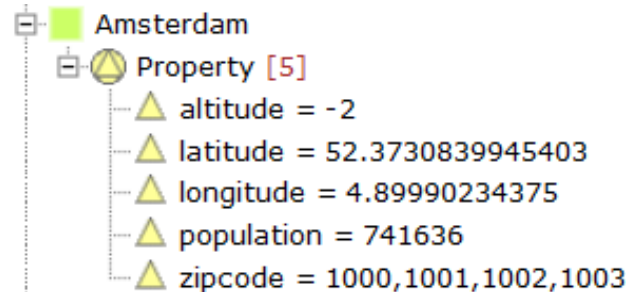 Amsterdam
Property [5]
altitude = -2
latitude = 52.3730839945403
longitude = 4.89990234375
population = 741636
zipcode = 1000,1001,1002,1003